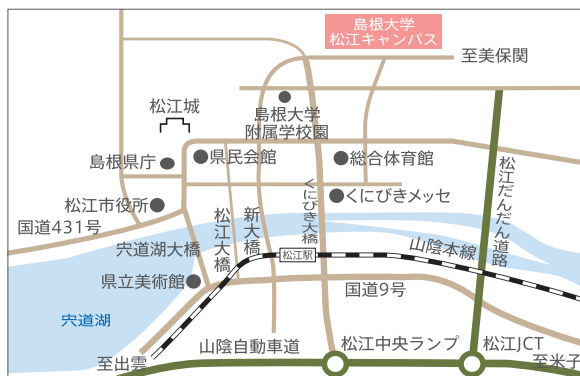 島根大学
松江キャンパス
至美保関
松江城
島根大学
附属学校園
島根県庁
県民会館
総合体育館
松江市役所
くにびきメッセ
国道431号
松江大橋
新大橋
くにびき大橋
松江だんだん道路
宍道湖大橋
松江駅
山陰本線
県立美術館
国道9号
宍道湖
至出雲
山陰自動車道
松江中央ランプ
松江JCT
至米子